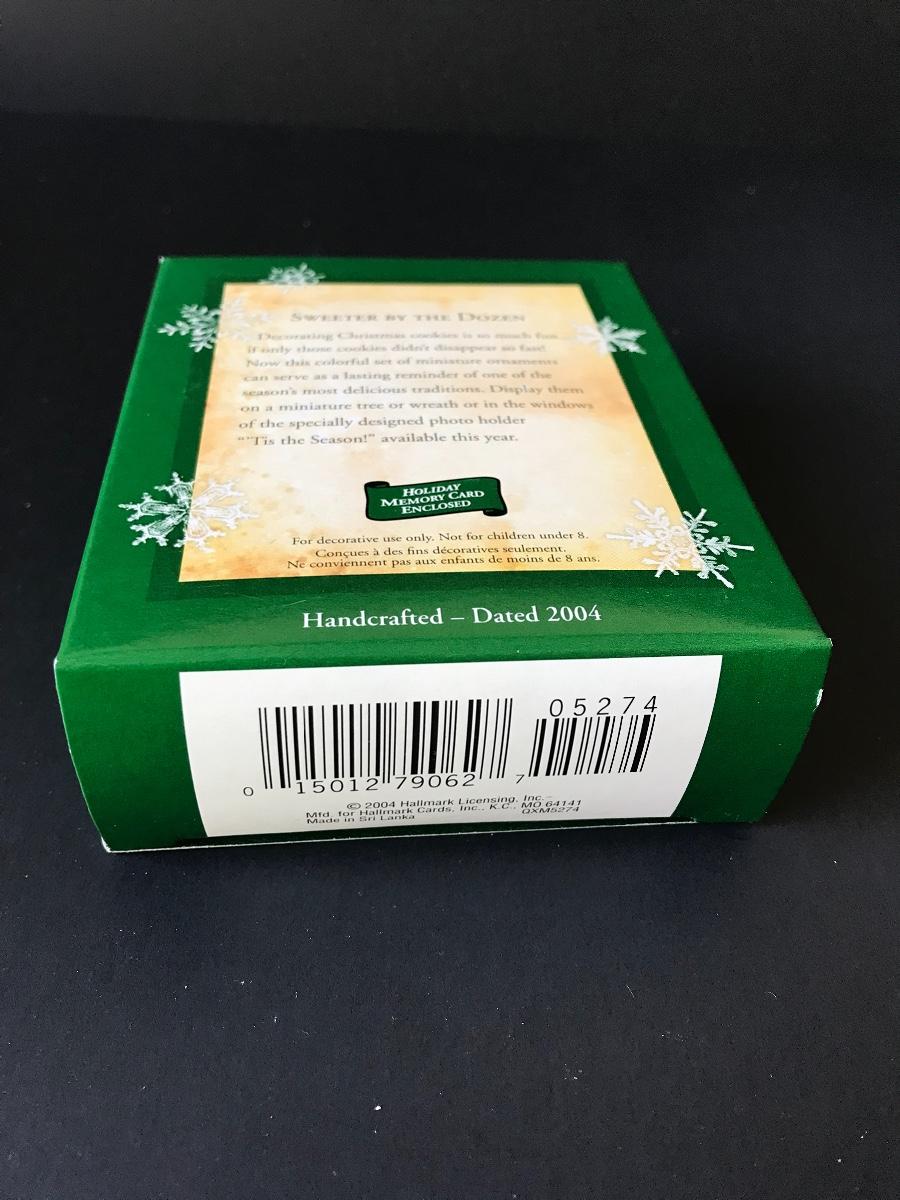 SWEETER BY THE DOZEN
Decorating Christmas cookies is so much fun...
if only those cookies didn't disappear so fast!
Now this colorful set of miniature ornaments
can serve as a lasting reminder of one of the
season's most delicious traditions. Display them
on a miniature tree or wreath or in the windows
of the specially designed photo holder
"'Tis the Season!" available this year.
HOLIDAY
MEMORY CARD
ENCLOSED
For decorative use only. Not for children under 8.
Conçues à des fins décoratives seulement.
Ne conviennent pas aux enfants de moins de 8 ans.
Handcrafted – Dated 2004
05274
0 15012 79062 7
© 2004 Hallmark Licensing, Inc.
Mfd. for Hallmark Cards, Inc., K.C., MO 64141
Made in Sri Lanka QXM5274